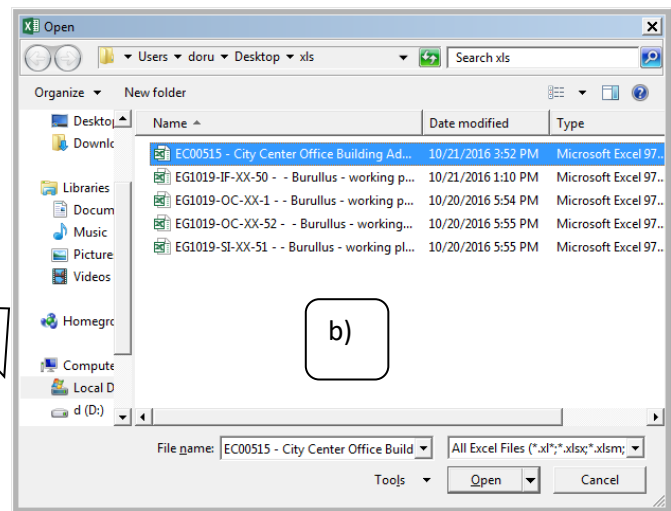 Open
Users ▾ doru ▾ Desktop ▾ xls
Search xls
Organize
New folder
Name
Date modified
Type
EC00515 - City Center Office Building Ad... 10/21/2016 3:52 PM Microsoft Excel 97..
EG1019-IF-XX-50 - - Burullus - working p... 10/21/2016 1:10 PM Microsoft Excel 97..
EG1019-OC-XX-1 - - Burullus - working p... 10/20/2016 5:54 PM Microsoft Excel 97..
EG1019-OC-XX-52 - - Burullus - working... 10/20/2016 5:55 PM Microsoft Excel 97..
EG1019-SI-XX-51 - - Burullus - working pl... 10/20/2016 5:55 PM Microsoft Excel 97..
Desktop
Downlc
Libraries
Docum
Music
Picture
Videos
Homegrc
Compute
Local D
d (D:)
b)
File name: EC00515 - City Center Office Build
All Excel Files (*.xl*;*.xlsx;*.xlsm;
Tools
Open
Cancel